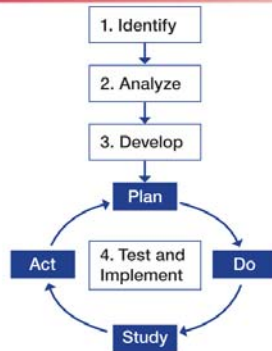 1. Identify
2. Analyze
3. Develop
Plan
Act
4. Test and
Implement
Do
Study